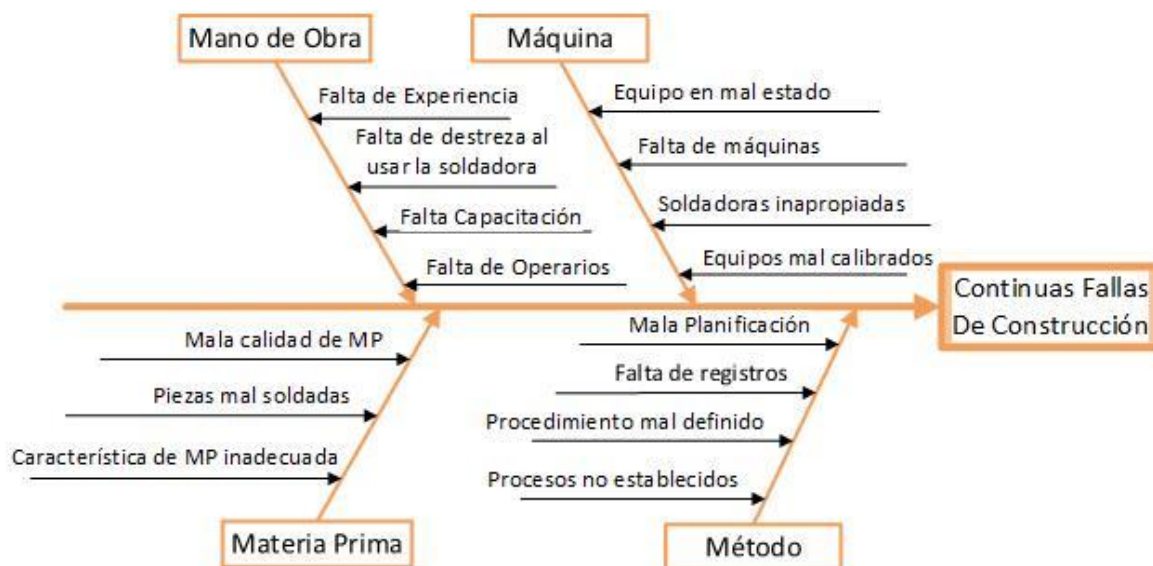 Mano de Obra
Máquina
Falta de Experiencia
Falta de destreza al
usar la soldadora
Falta Capacitación
Falta de Operarios
Equipo en mal estado
Falta de máquinas
Soldadoras inapropiadas
Equipos mal calibrados
Continuas Fallas
De Construcción
Mala calidad de MP
Piezas mal soldadas
Característica de MP inadecuada
Mala Planificación
Falta de registros
Procedimiento mal definido
Procesos no establecidos
Materia Prima
Método